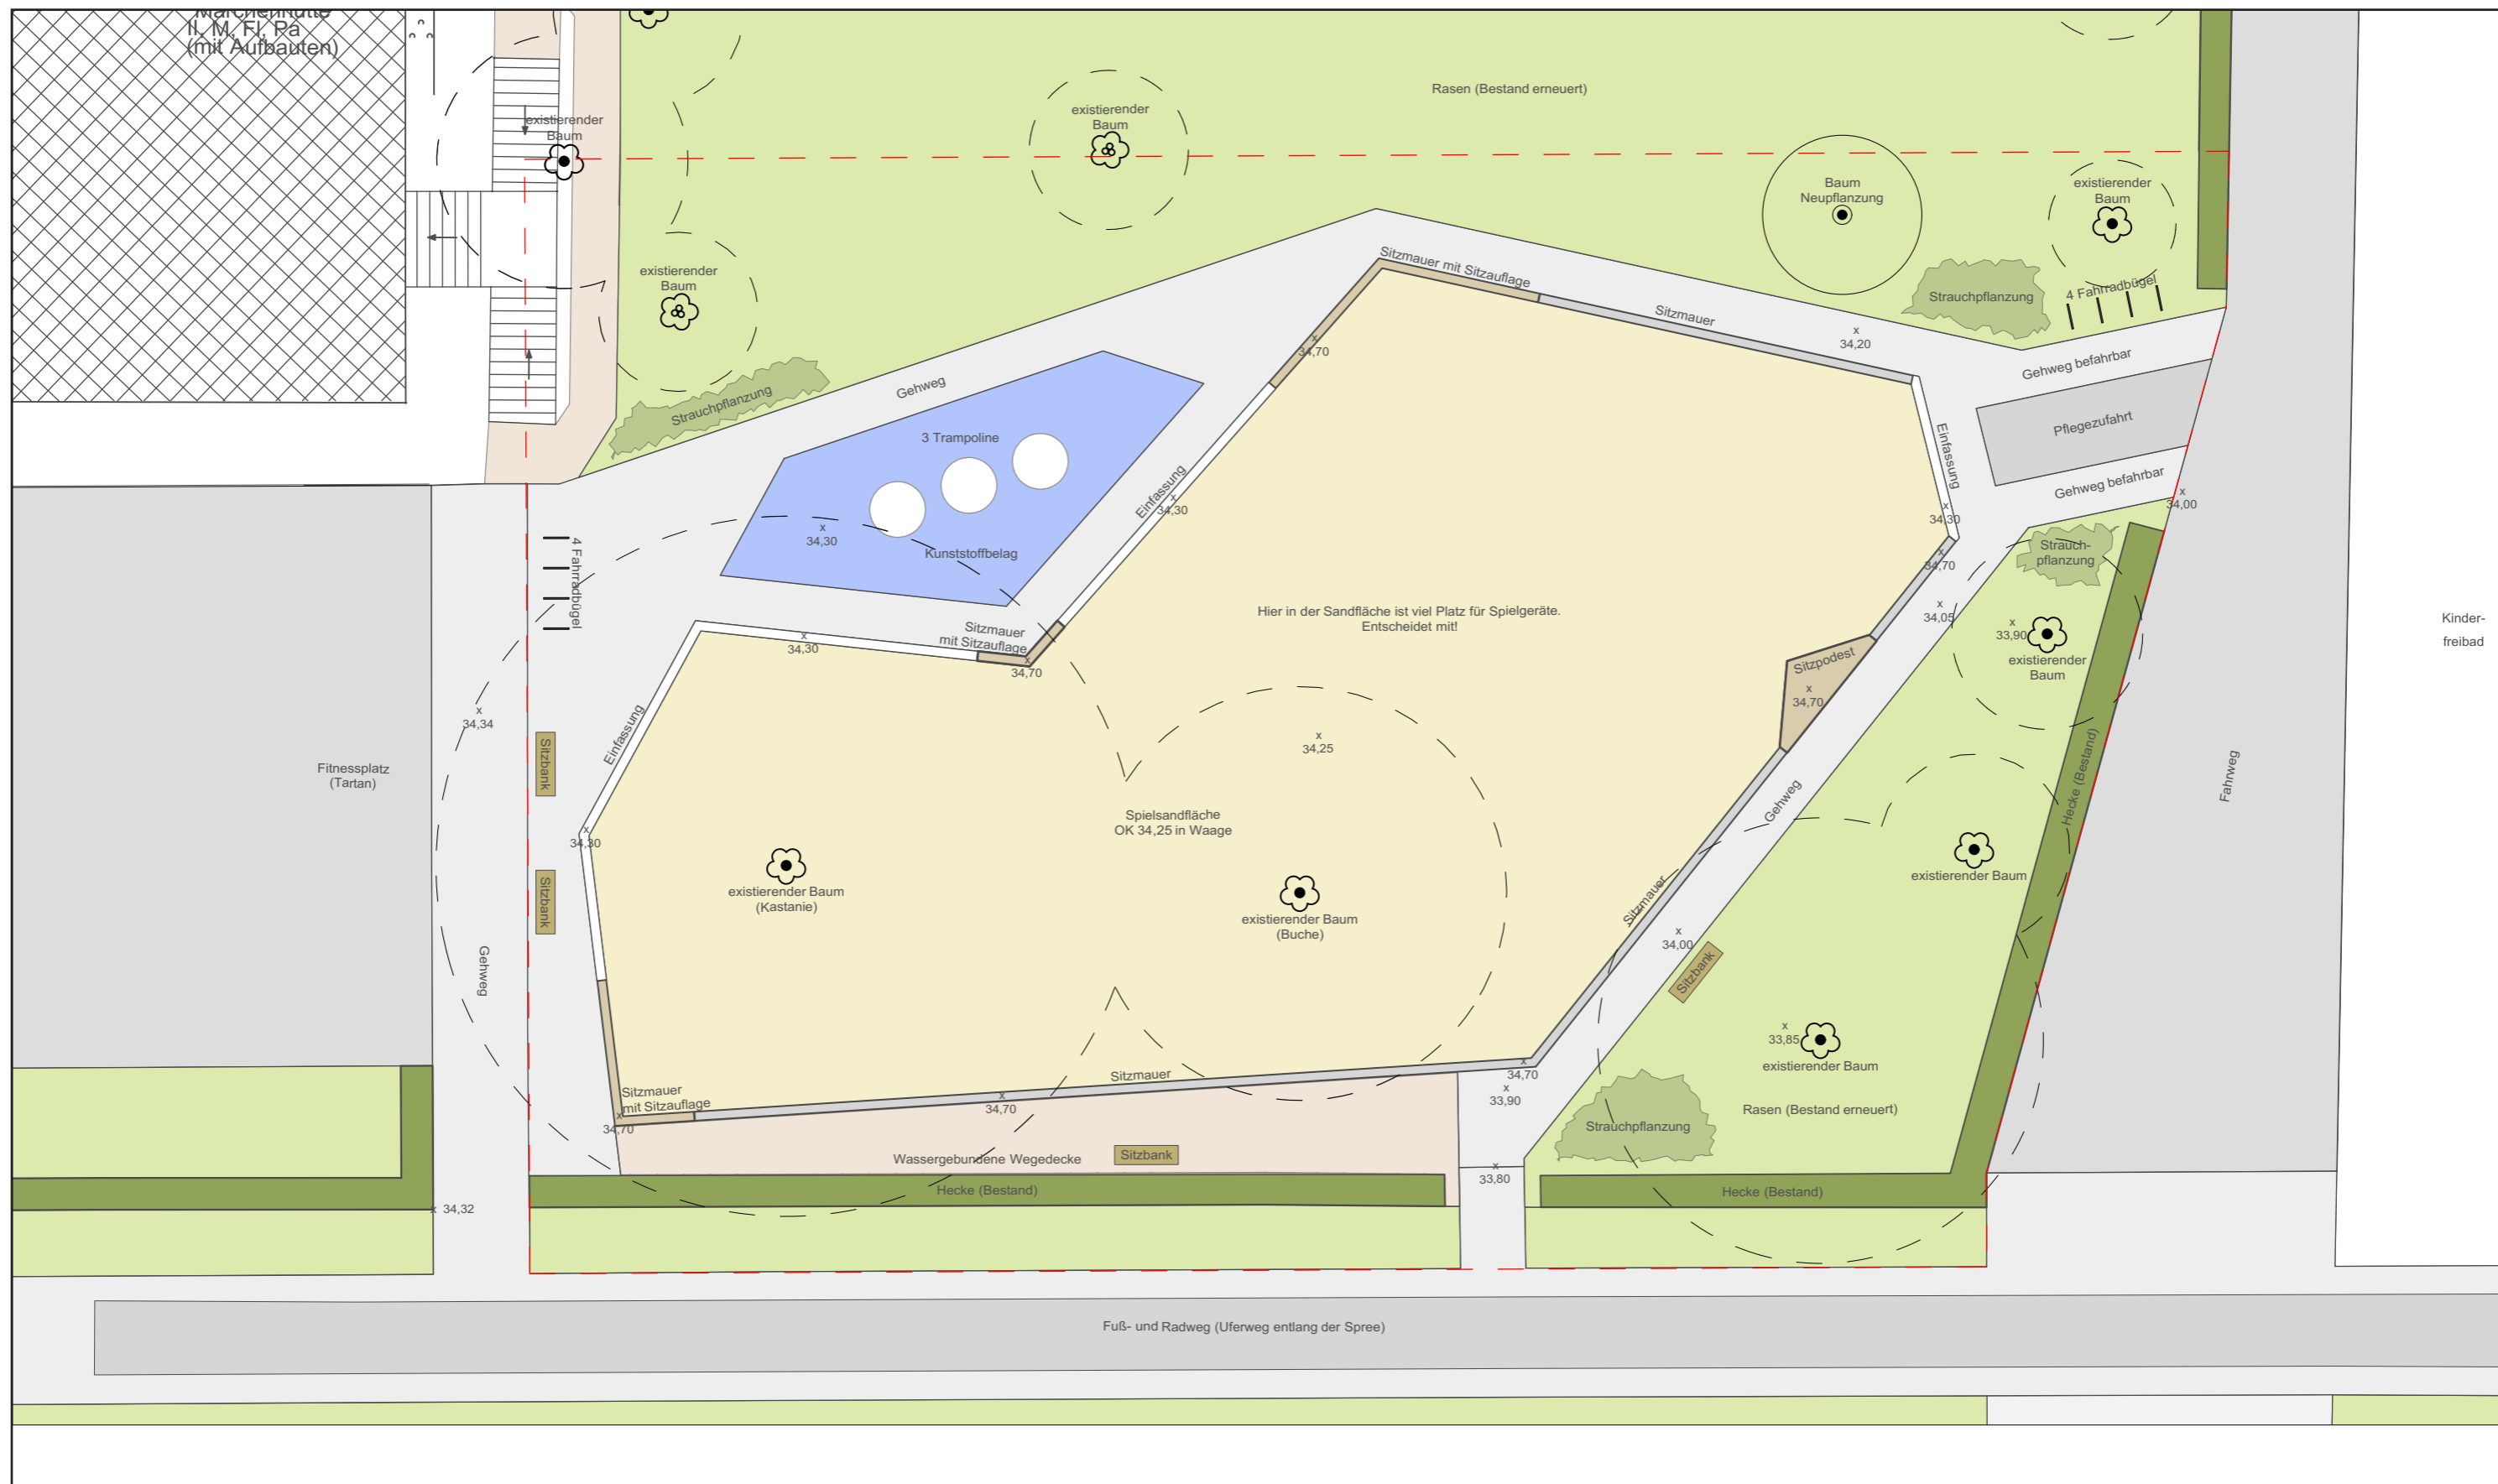 Märchenhütte
II, M, Fl, Pa
(mit Aufbauten)
existierender
Baum
existierender
Baum
Rasen (Bestand erneuert)
Baum
Neupflanzung
existierender
Baum
existierender
Baum
Sitzmauer mit Sitzauflage
Sitzmauer
Strauchpflanzung
4 Fahrradbügel
x
34,20
x
34,70
Gehweg befahrbar
Pflegezufahrt
Gehweg befahrbar
x
34,00
Strauchpflanzung
Gehweg
3 Trampoline
Einfassung
x
34,30
Einfassung
x
34,30
x
34,70
x
34,30
Kunststoffbelag
4 Fahrradbügel
Strauch-
pflanzung
x
34,05
x
33,90
existierender
Baum
Kinder-
freibad
Hier in der Sandfläche ist viel Platz für Spielgeräte.
Entscheidet mit!
Sitzmauer
mit Sitzauflage
x
34,70
x
34,30
Sitzpodest
x
34,70
x
34,34
Einfassung
Sitzbank
x
34,25
Fitnessplatz
(Tartan)
Gehweg
Hecke (Bestand)
Fahrweg
Spielsandfläche
OK 34,25 in Waage
x
34,30
Sitzbank
existierender Baum
(Kastanie)
existierender Baum
(Buche)
Sitzmauer
existierender Baum
x
34,00
Sitzbank
Gehweg
x
33,85
existierender Baum
Rasen (Bestand erneuert)
Strauchpflanzung
Sitzmauer
mit Sitzauflage
x
34,70
x
34,70
Sitzmauer
x
34,70
x
33,90
Wassergebundene Wegedecke
Sitzbank
x
33,80
Hecke (Bestand)
Hecke (Bestand)
x 34,32
Fuß- und Radweg (Uferweg entlang der Spree)